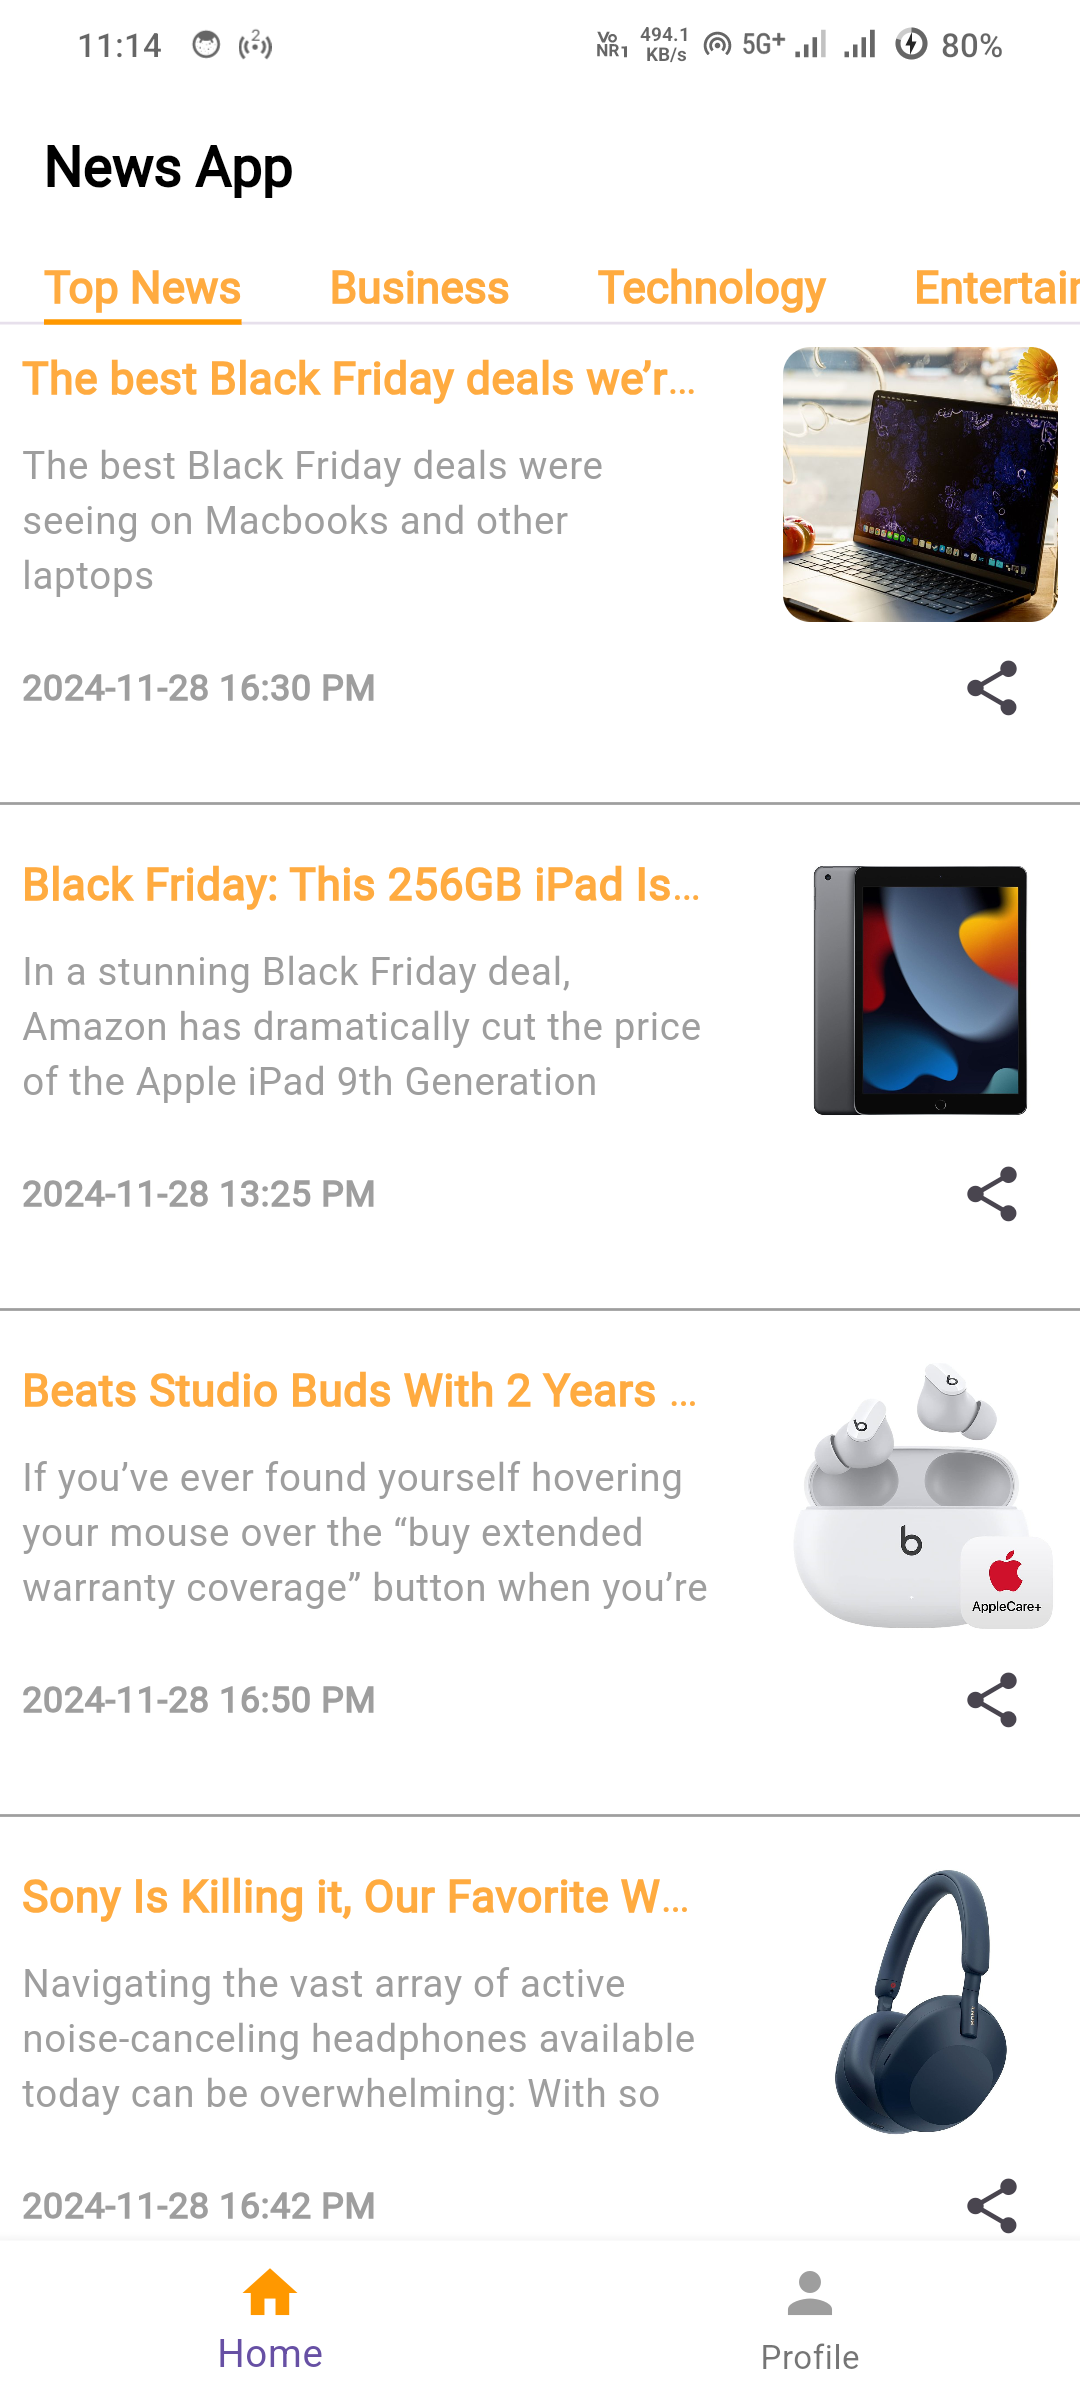 11:14
2
Vo
NR1
494.1
KB/s
5G+
80%
News App
Top News
Business
Technology
Entertain
The best Black Friday deals we’r...
The best Black Friday deals were
seeing on Macbooks and other
laptops
2024-11-28 16:30 PM
Black Friday: This 256GB iPad Is...
In a stunning Black Friday deal,
Amazon has dramatically cut the price
of the Apple iPad 9th Generation
2024-11-28 13:25 PM
Beats Studio Buds With 2 Years ...
If you’ve ever found yourself hovering
your mouse over the “buy extended
warranty coverage” button when you’re
b
b
b
AppleCare+
2024-11-28 16:50 PM
Sony Is Killing it, Our Favorite W...
Navigating the vast array of active
noise-canceling headphones available
today can be overwhelming: With so
SONY
2024-11-28 16:42 PM
Home
Profile